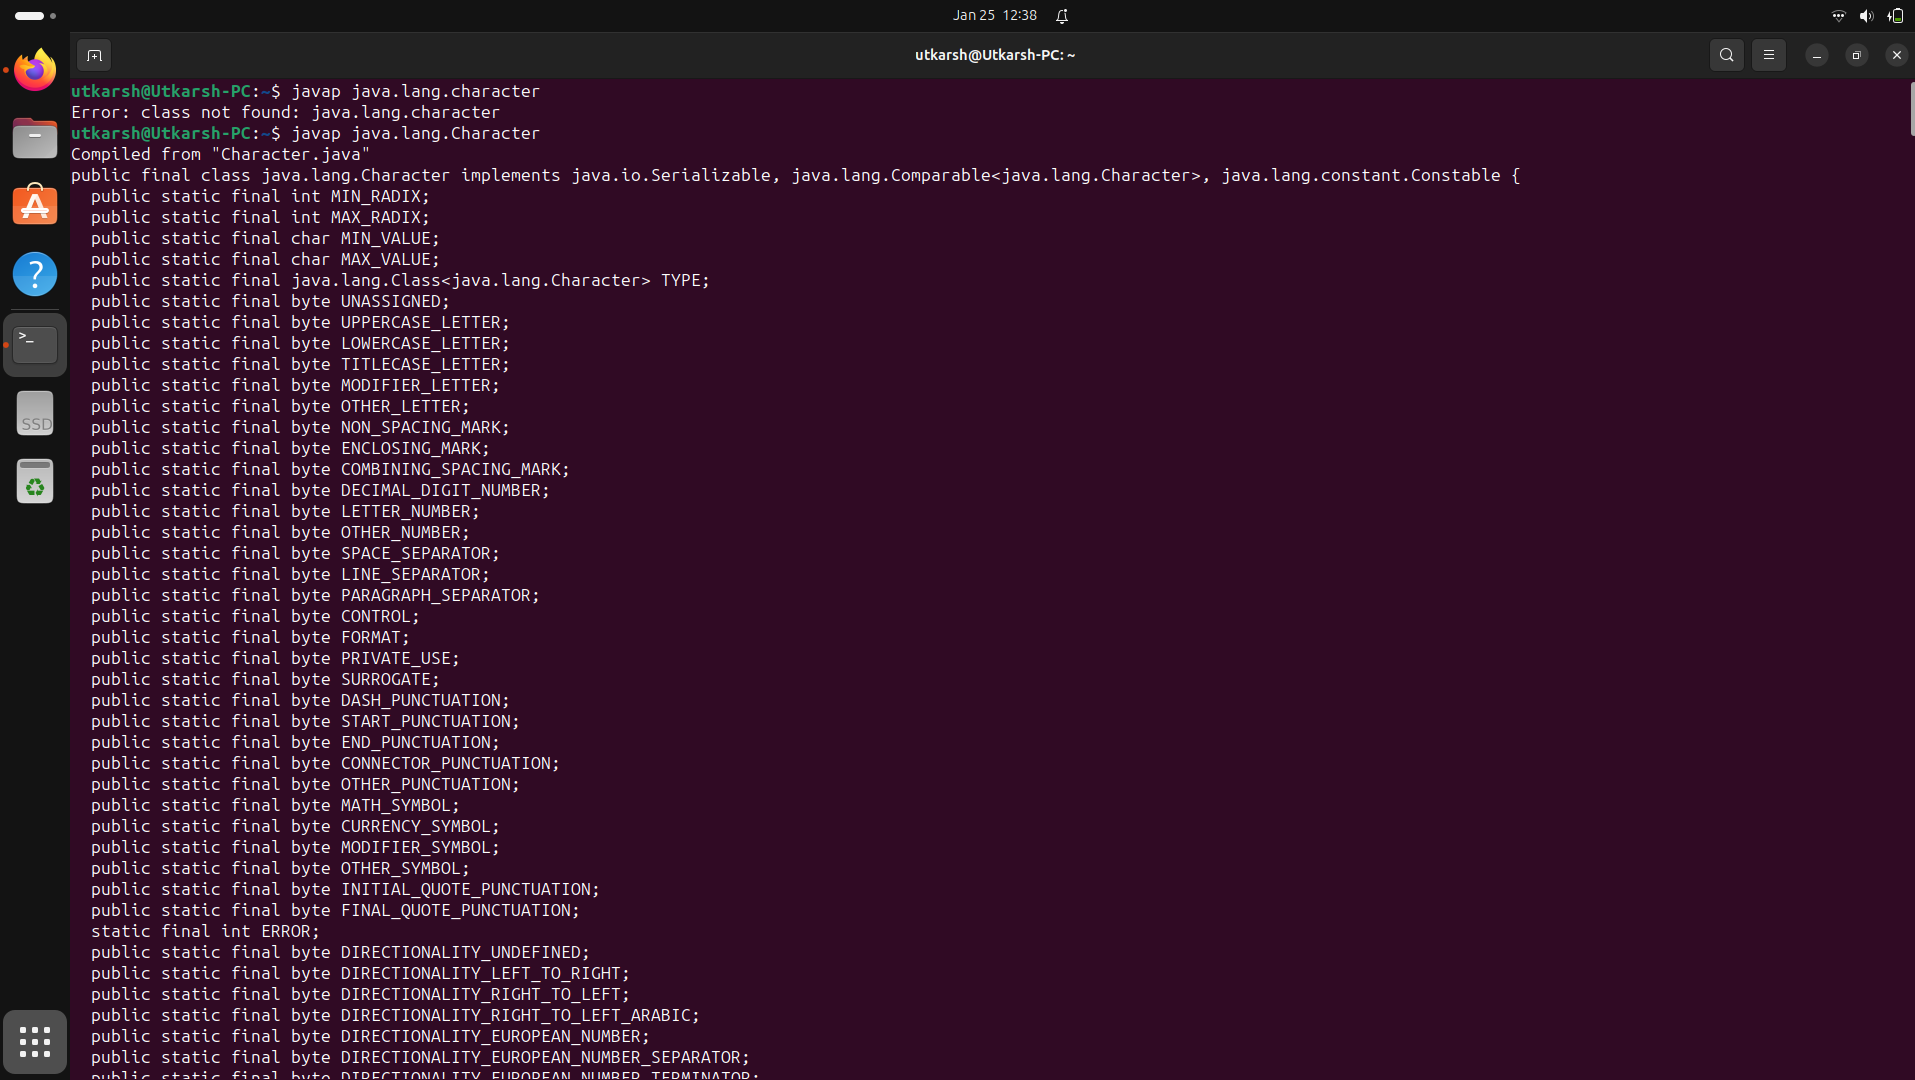 Jan 25 12:38
utkarsh@Utkarsh-PC: ~
utkarsh@Utkarsh-PC:~$ javap java.lang.character
Error: class not found: java.lang.character
utkarsh@Utkarsh-PC:~$ javap java.lang.Character
Compiled from "Character.java"
public final class java.lang.Character implements java.io.Serializable, java.lang.Comparable<java.lang.Character>, java.lang.constant.Constable {
  public static final int MIN_RADIX;
  public static final int MAX_RADIX;
  public static final char MIN_VALUE;
  public static final char MAX_VALUE;
  public static final java.lang.Class<java.lang.Character> TYPE;
  public static final byte UNASSIGNED;
  public static final byte UPPERCASE_LETTER;
  public static final byte LOWERCASE_LETTER;
  public static final byte TITLECASE_LETTER;
  public static final byte MODIFIER_LETTER;
  public static final byte OTHER_LETTER;
  public static final byte NON_SPACING_MARK;
  public static final byte ENCLOSING_MARK;
  public static final byte COMBINING_SPACING_MARK;
  public static final byte DECIMAL_DIGIT_NUMBER;
  public static final byte LETTER_NUMBER;
  public static final byte OTHER_NUMBER;
  public static final byte SPACE_SEPARATOR;
  public static final byte LINE_SEPARATOR;
  public static final byte PARAGRAPH_SEPARATOR;
  public static final byte CONTROL;
  public static final byte FORMAT;
  public static final byte PRIVATE_USE;
  public static final byte SURROGATE;
  public static final byte DASH_PUNCTUATION;
  public static final byte START_PUNCTUATION;
  public static final byte END_PUNCTUATION;
  public static final byte CONNECTOR_PUNCTUATION;
  public static final byte OTHER_PUNCTUATION;
  public static final byte MATH_SYMBOL;
  public static final byte CURRENCY_SYMBOL;
  public static final byte MODIFIER_SYMBOL;
  public static final byte OTHER_SYMBOL;
  public static final byte INITIAL_QUOTE_PUNCTUATION;
  public static final byte FINAL_QUOTE_PUNCTUATION;
  static final int ERROR;
  public static final byte DIRECTIONALITY_UNDEFINED;
  public static final byte DIRECTIONALITY_LEFT_TO_RIGHT;
  public static final byte DIRECTIONALITY_RIGHT_TO_LEFT;
  public static final byte DIRECTIONALITY_RIGHT_TO_LEFT_ARABIC;
  public static final byte DIRECTIONALITY_EUROPEAN_NUMBER;
  public static final byte DIRECTIONALITY_EUROPEAN_NUMBER_SEPARATOR;
  public static final byte DIRECTIONALITY_EUROPEAN_NUMBER_TERMINATOR;
SSD